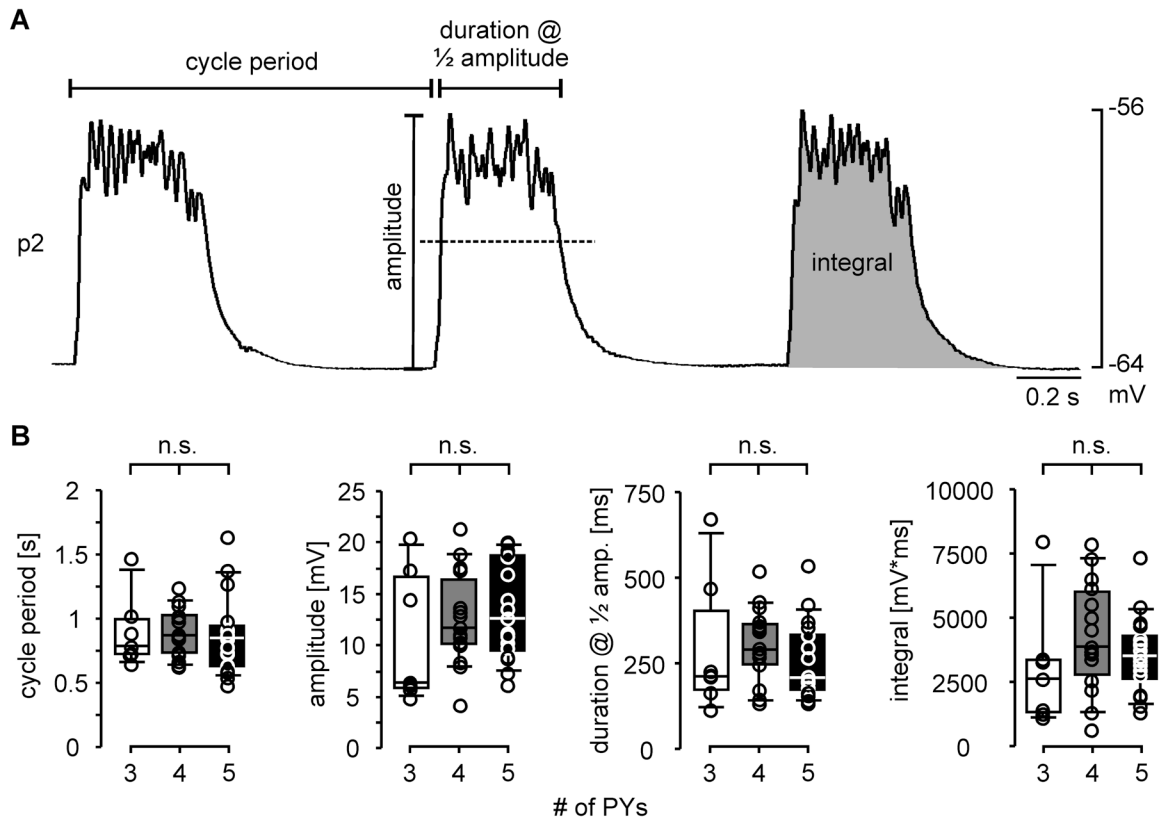 A
duration @
½ amplitude
cycle period
-56
amplitude
p2
integral
-64
0.2 s
mV
B
n.s.
n.s.
n.s.
n.s.
cycle period [s]
2
1.5
1
0.5
0
3 4 5
amplitude [mV]
25
20
15
10
5
0
3 4 5
duration @ ½ amp. [ms]
750
500
250
0
3 4 5
integral [mV*ms]
10000
7500
5000
2500
0
3 4 5
# of PYs